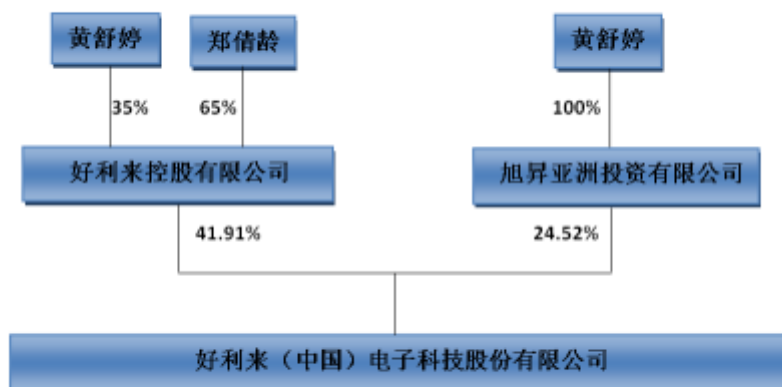 黄舒婷
郑倩龄
黄舒婷
35%
65%
100%
好利来控股有限公司
旭昇亚洲投资有限公司
41.91%
24.52%
好利来（中国）电子科技股份有限公司